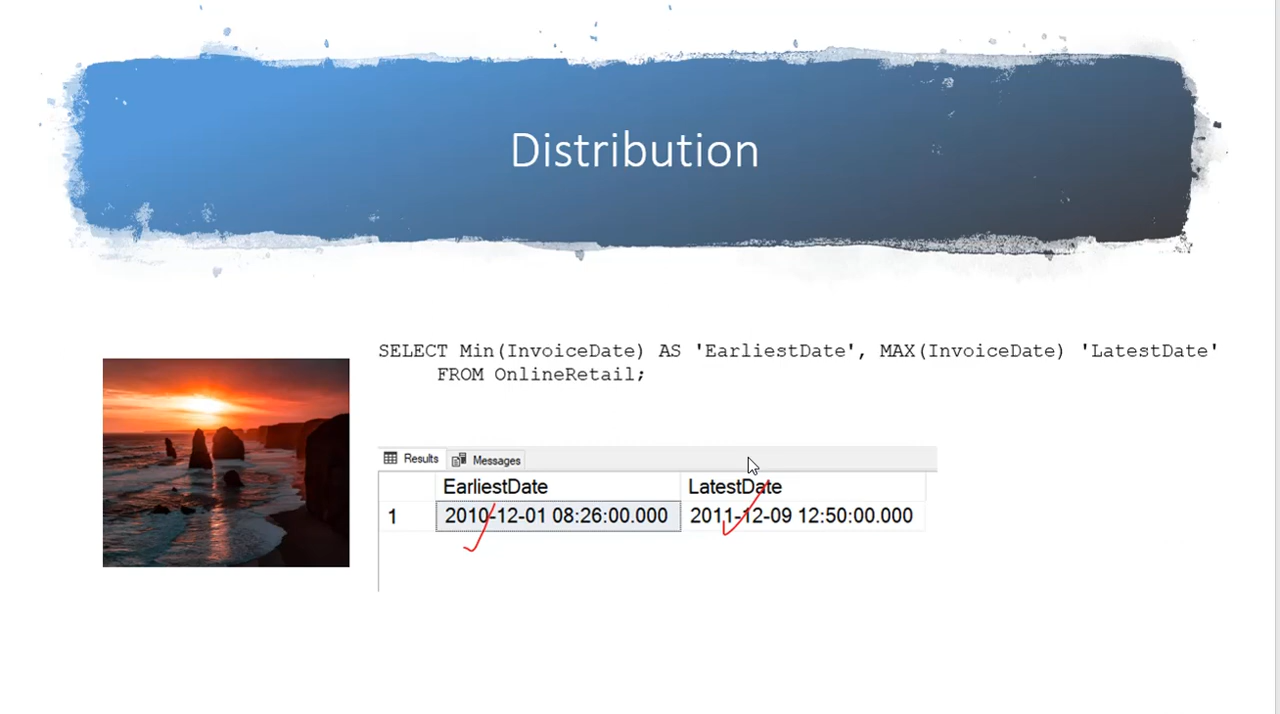 Distribution
SELECT Min(InvoiceDate) AS 'EarliestDate', MAX(InvoiceDate) 'LatestDate'
FROM OnlineRetail;
Results Messages
EarliestDate LatestDate
1 2010-12-01 08:26:00.000 2011-12-09 12:50:00.000